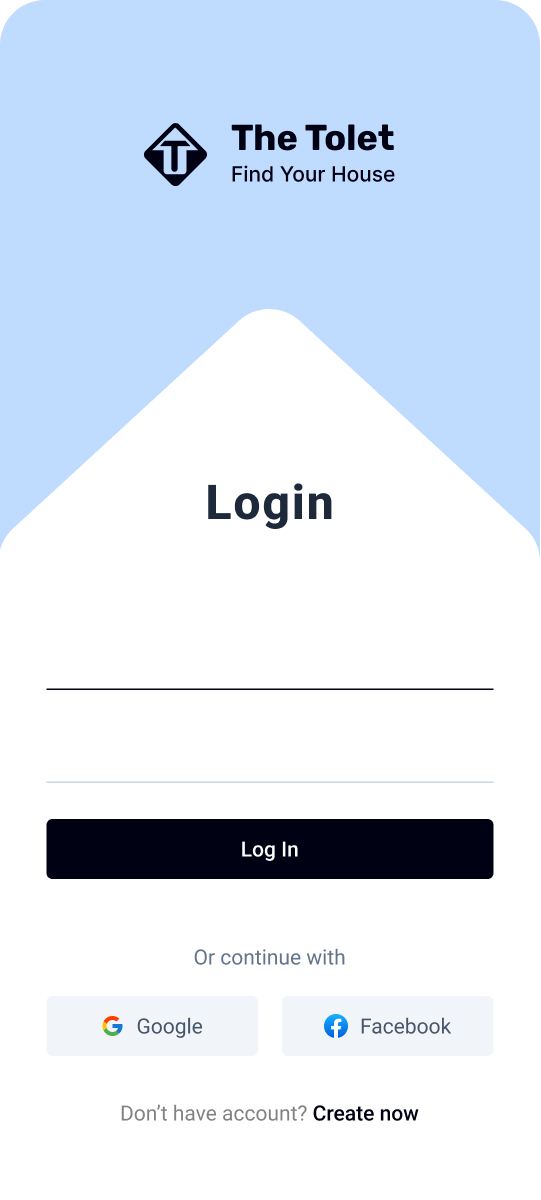 The Tolet
Find Your House
Login
Log In
Or continue with
Google
Facebook
Don’t have account? Create now